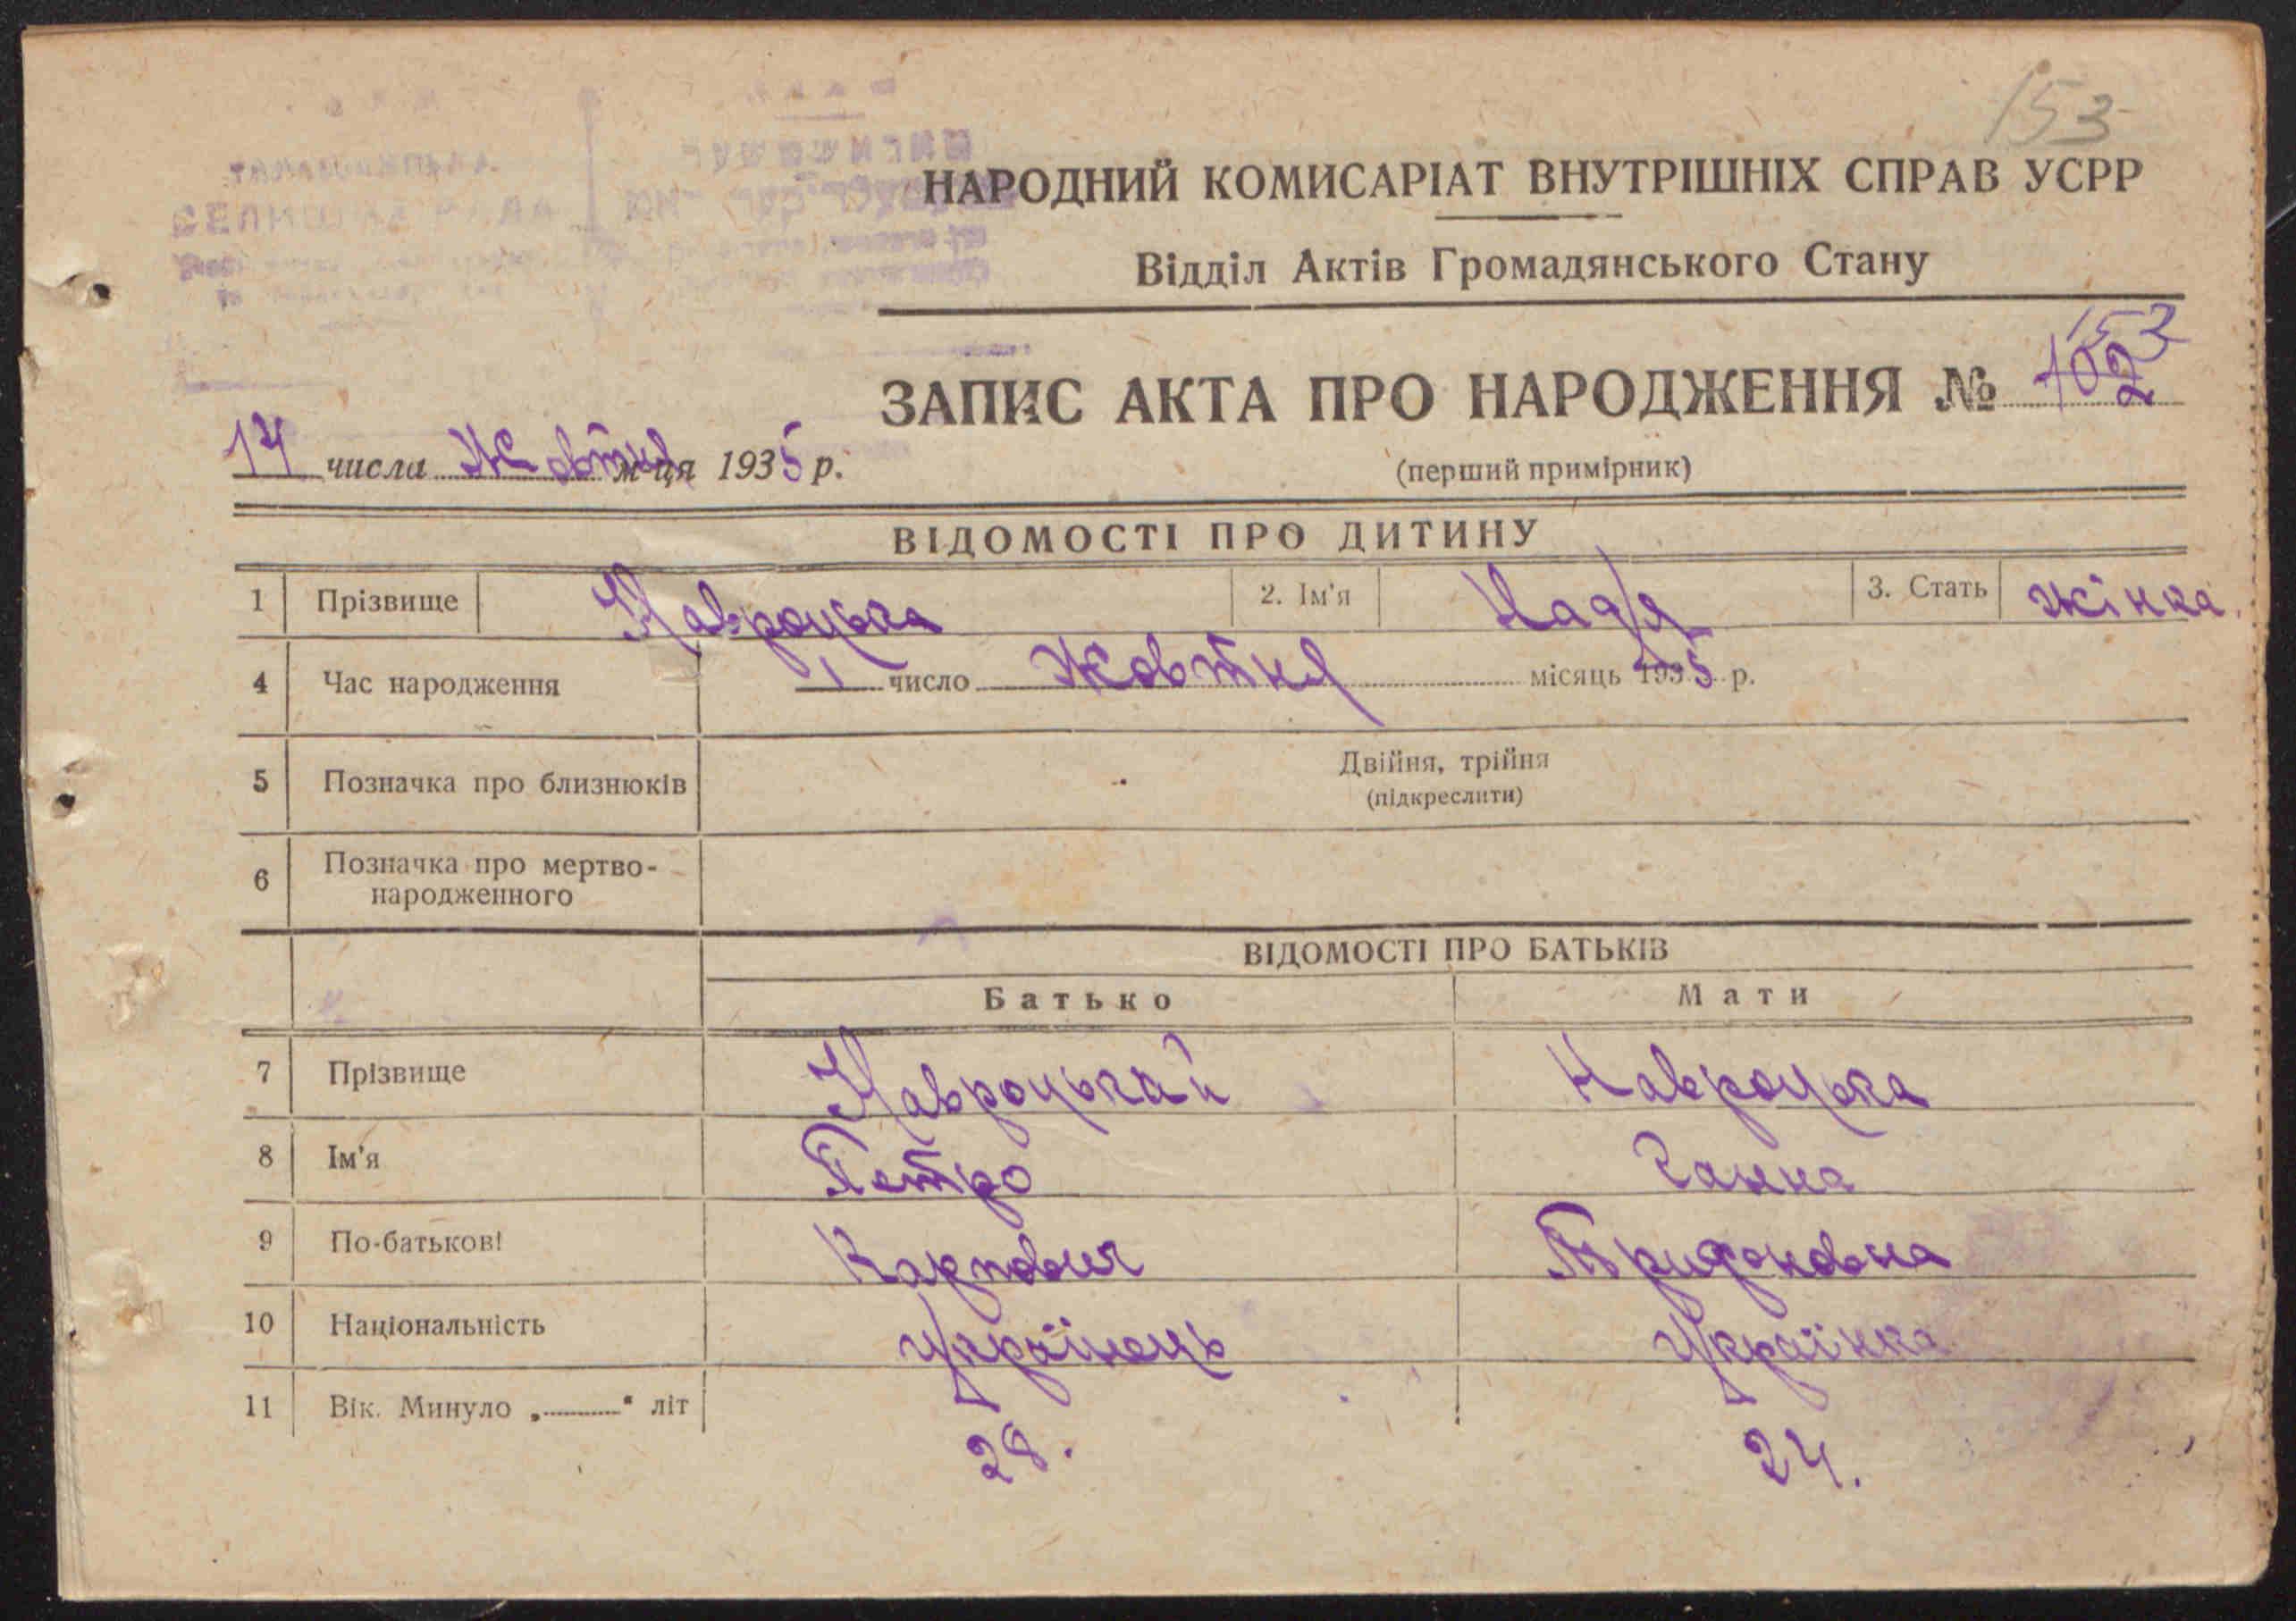 153
НАРОДНИЙ КОМИСАРІАТ ВНУТРІШНІХ СПРАВ УСРР
Відділ Актів Громадянського Стану
ЗАПИС АКТА ПРО НАРОДЖЕННЯ №
14 числа Жовтня м-ця 1935 р.
(перший примірник)
ВІДОМОСТІ ПРО ДИТИНУ
1 Прізвище Навроцька 2. Ім'я Надя 3. Стать жінка
4 Час народження 1 число Жовтня місяць 1935 р.
5 Позначка про близнюків Двійня, трійня
(підкреслити)
6 Позначка про мертво-
народженного
ВІДОМОСТІ ПРО БАТЬКІВ
Батько Мати
7 Прізвище Навроцький Навроцька
8 Ім'я Петро Ганна
9 По-батькові Карпович Трифоновна
10 Національність українець українка
11 Вік. Минуло „ “ літ 28. 24.